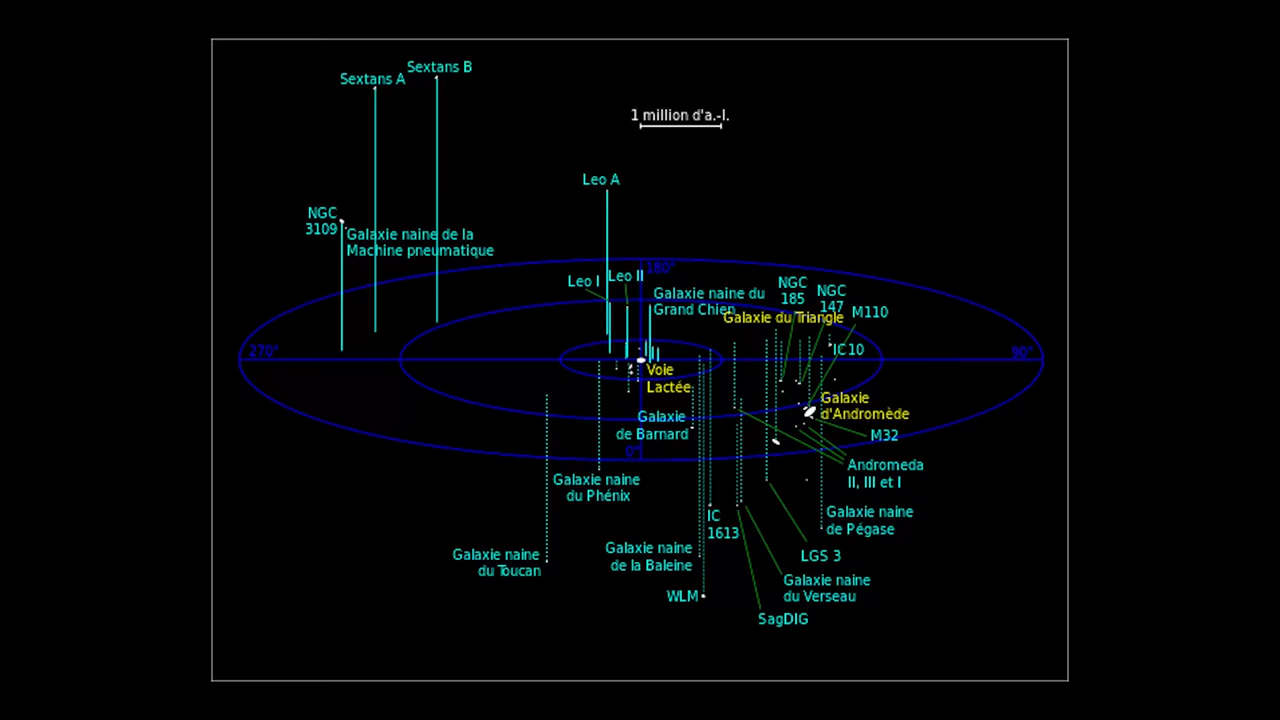 Sextans B
Sextans A
1 million d'a.-l.
Leo A
NGC
3109
Galaxie naine de la
Machine pneumatique
180°
Leo I
Leo II
Galaxie naine du
Grand Chien
NGC
185
NGC
147
Galaxie du Triangle
M110
270°
90°
IC10
Voie
Lactée
Galaxie
d'Andromède
Galaxie
de Barnard
M32
0°
Andromeda
II, III et I
Galaxie naine
du Phénix
IC
1613
Galaxie naine
de Pégase
Galaxie naine
du Toucan
Galaxie naine
de la Baleine
LGS 3
Galaxie naine
du Verseau
WLM
SagDIG